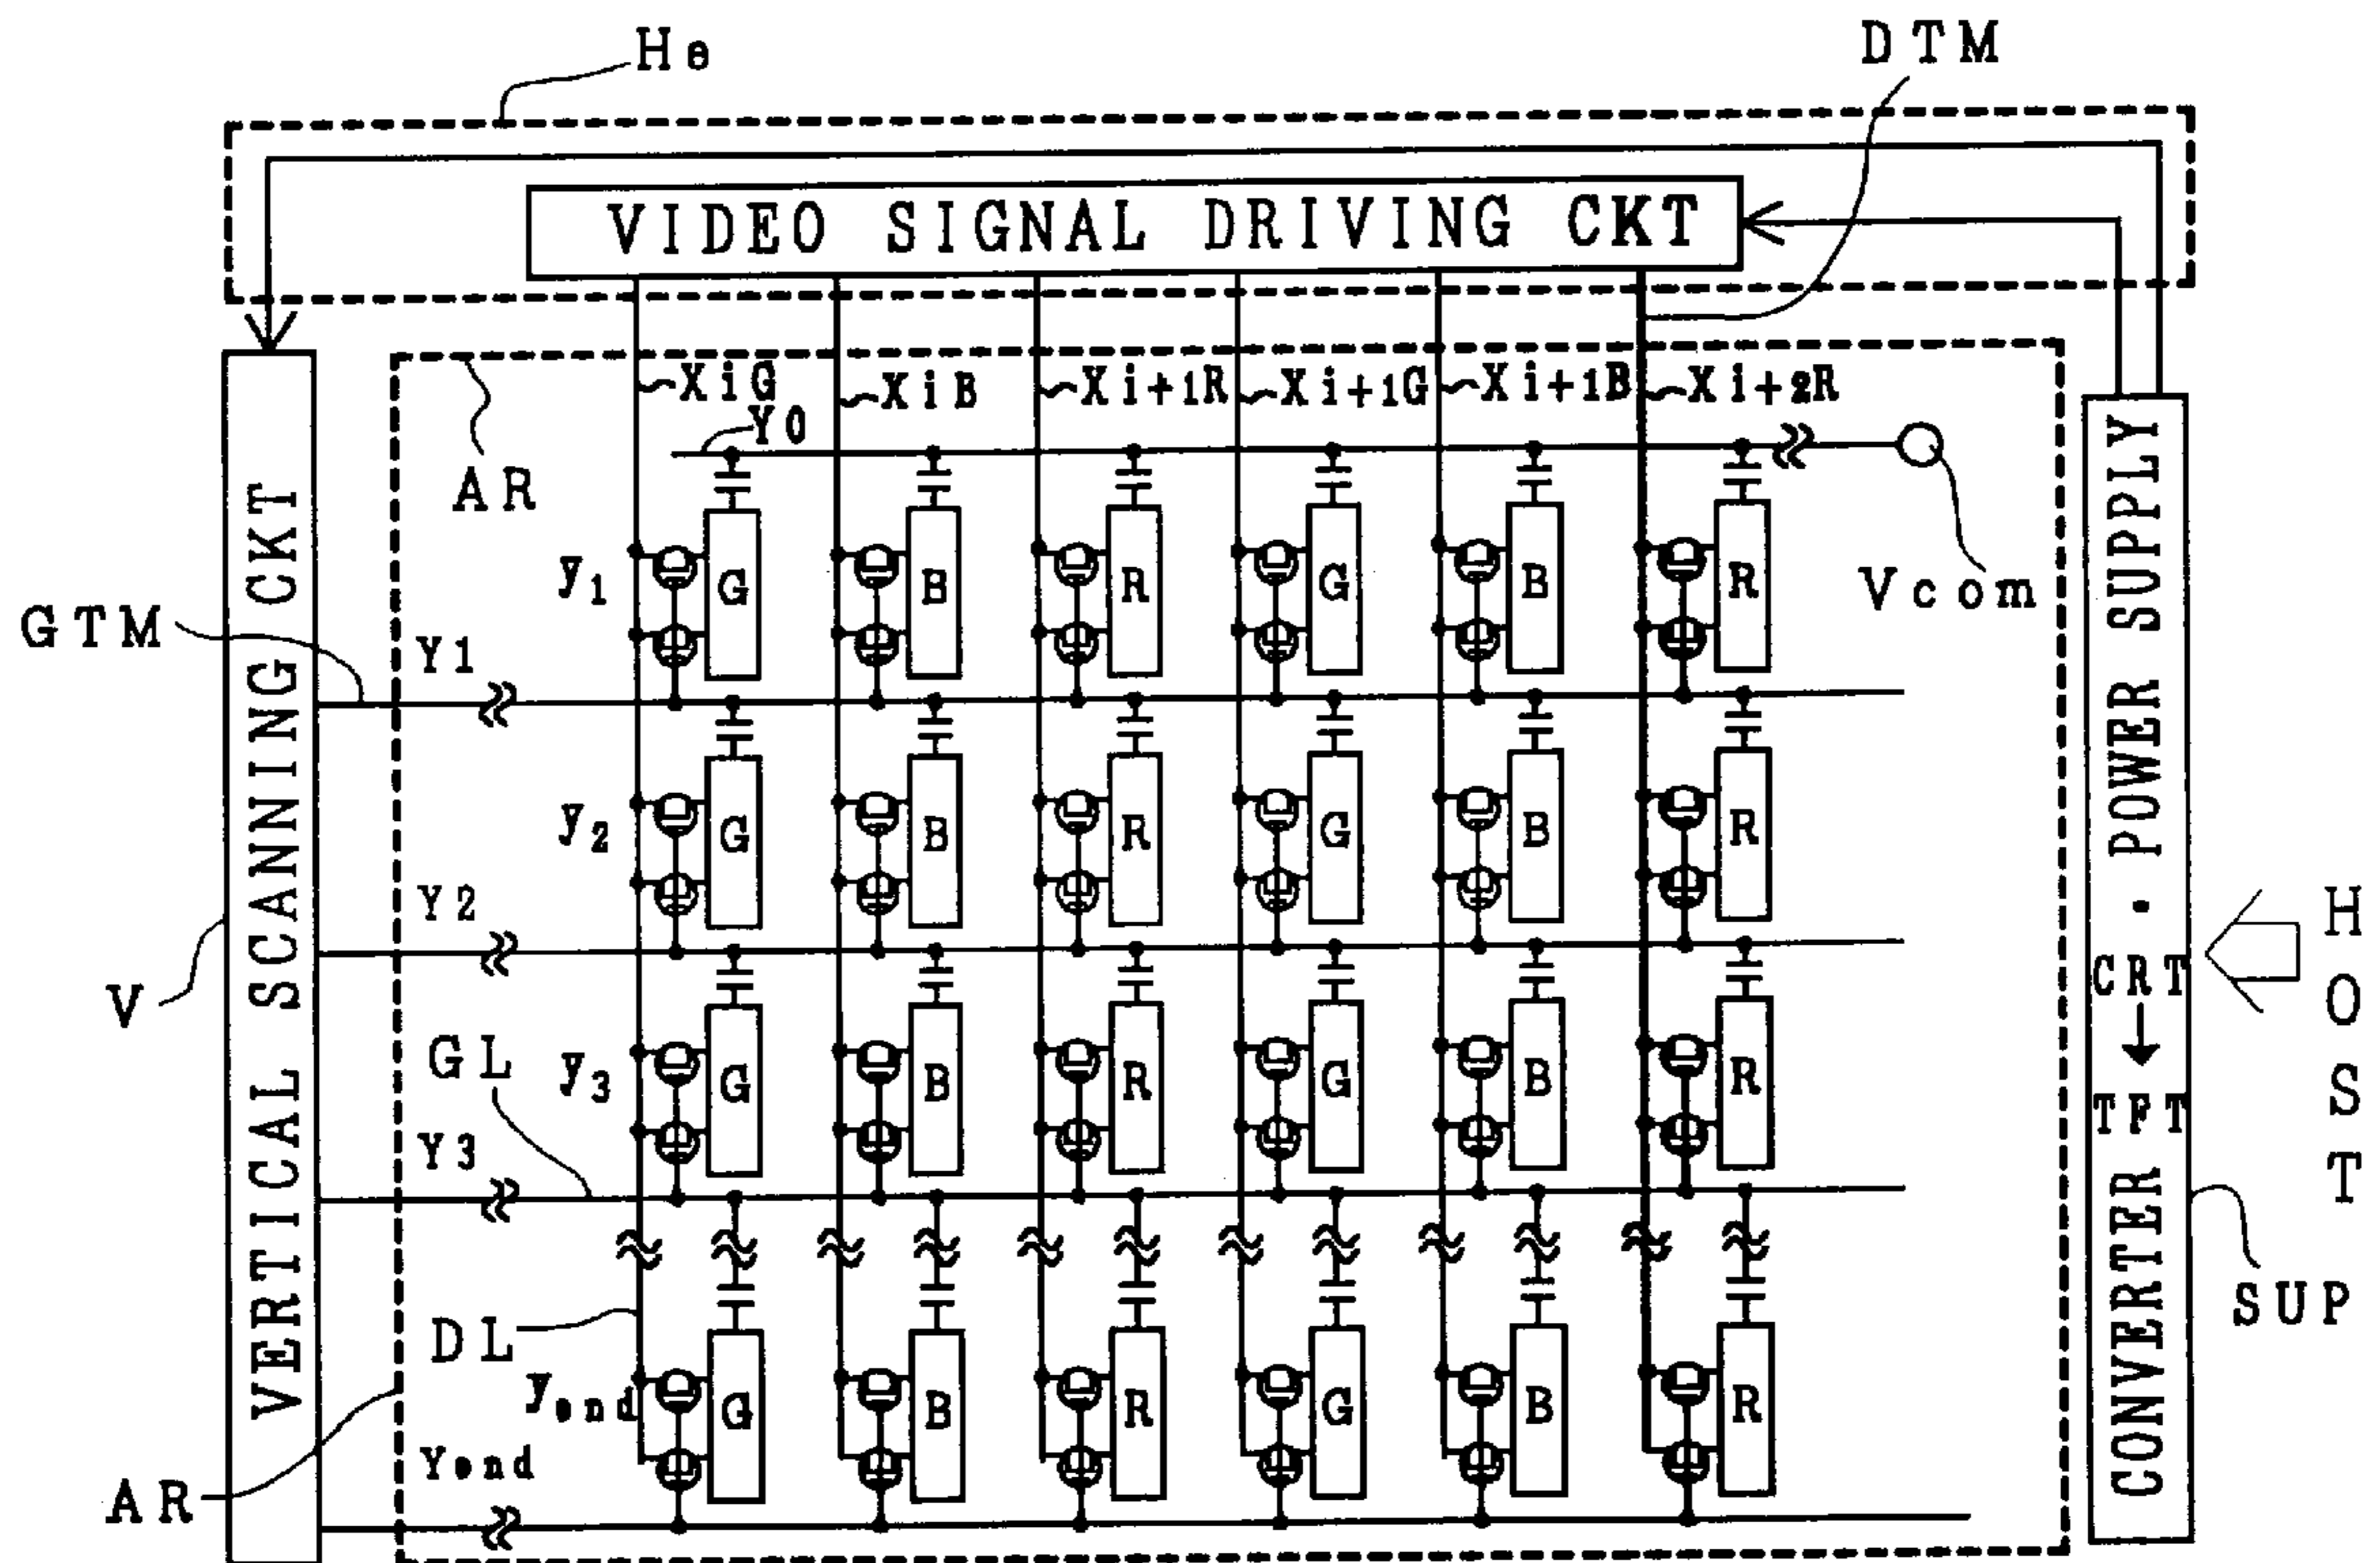 He
DTM
VIDEO SIGNAL DRIVING CKT
XiG XiB Xi+1R Xi+1G Xi+1B Xi+2R
Y0
AR
Vcom
y1 G B R G B R
GTM
Y1
y2 G B R G B R
Y2
V
GL
y3 G B R G B R
Y3
DL
yend G B R G B R
Yend
AR
VERTICAL SCANNING CKT
CONVERTER TFT ← CRT · POWER SUPPLY
HOST
SUP